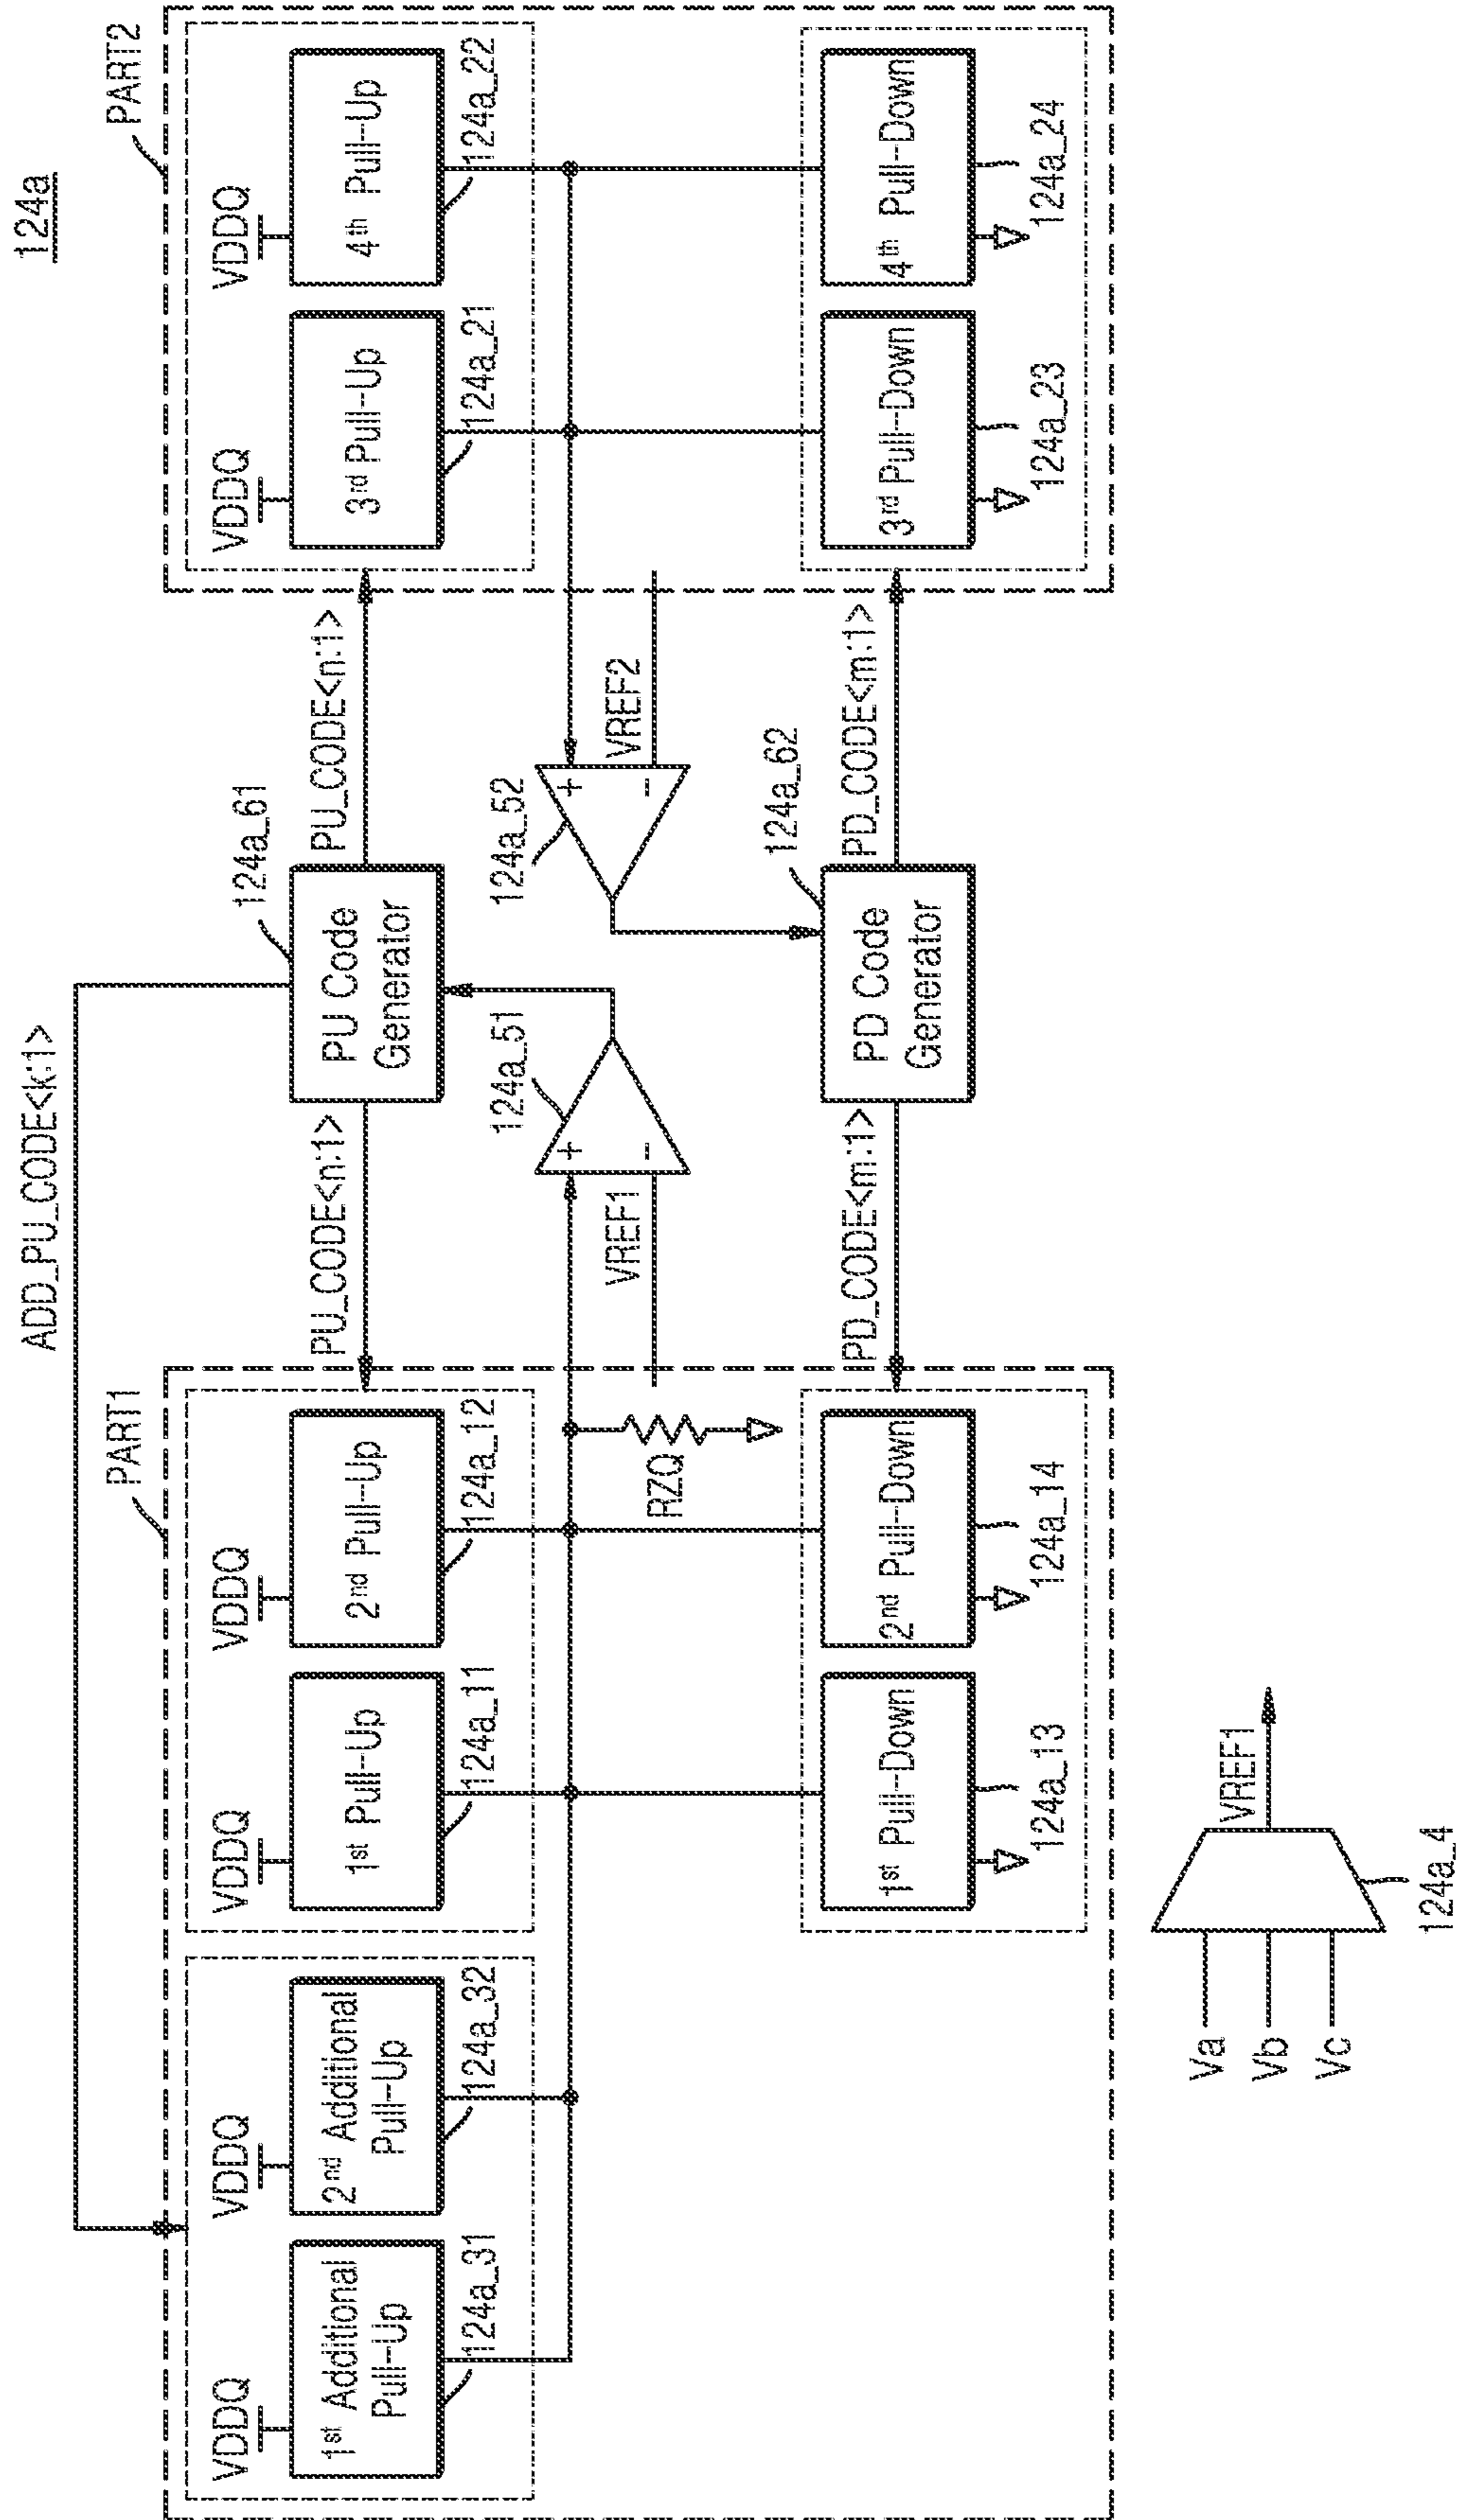 124a
ADD_PU_CODE<k:1>
PART1
PART2
VDDQ
VDDQ
VDDQ
VDDQ
VDDQ
VDDQ
1st Additional
Pull-Up
2nd Additional
Pull-Up
1st Pull-Up
2nd Pull-Up
PU_CODE<n:1>
PU Code
Generator
124a_61
PU_CODE<n:1>
3rd Pull-Up
4th Pull-Up
124a_31
124a_32
124a_11
124a_12
124a_51
124a_52
124a_21
124a_22
+
-
VREF1
+
-
VREF2
RZQ
124a_62
1st Pull-Down
2nd Pull-Down
PD_CODE<m:1>
PD Code
Generator
PD_CODE<m:1>
3rd Pull-Down
4th Pull-Down
124a_13
124a_14
124a_23
124a_24
Va
Vb
Vc
VREF1
124a_4